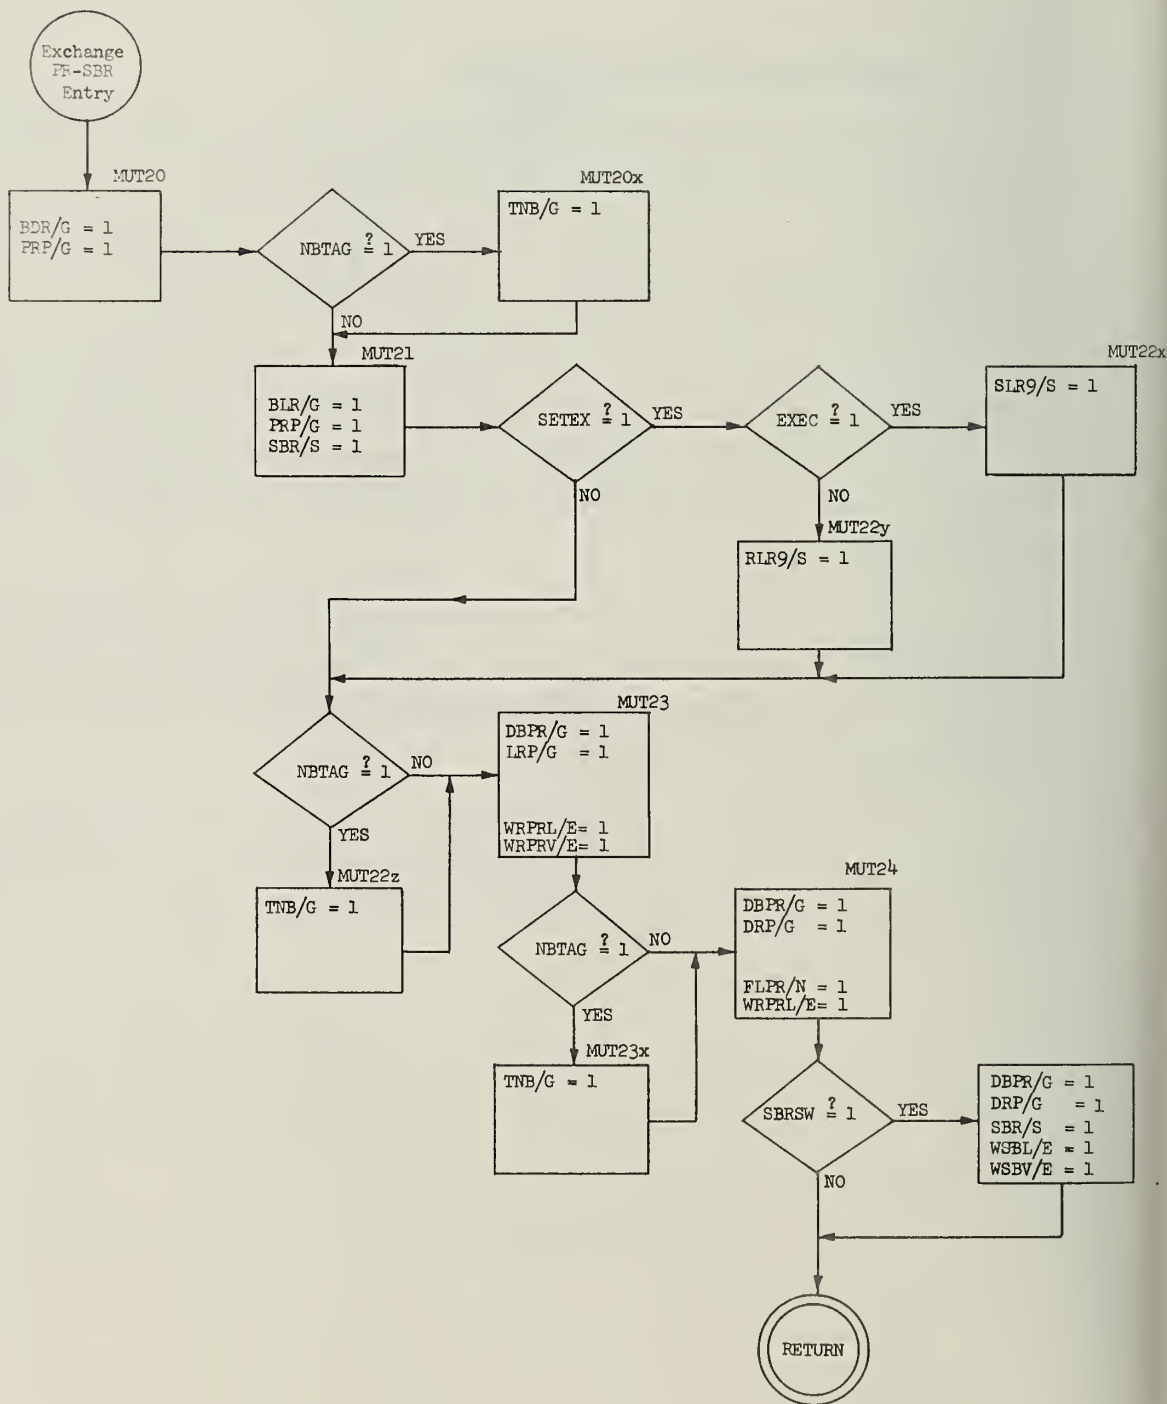 Exchange
PR-SBR
Entry
MUT20
BDR/G = 1
PRP/G = 1
NBTAG ?= 1
YES
NO
MUT20x
TNB/G = 1
MUT21
BLR/G = 1
PRP/G = 1
SBR/S = 1
SETEX ?= 1
YES
NO
EXEC ?= 1
YES
NO
MUT22x
SLR9/S = 1
MUT22y
RLR9/S = 1
NBTAG ?= 1
NO
YES
MUT22z
TNB/G = 1
MUT23
DBPR/G = 1
LRP/G = 1
WRPRL/E= 1
WRPRV/E= 1
NBTAG ?= 1
NO
YES
MUT23x
TNB/G = 1
MUT24
DBPR/G = 1
DRP/G = 1
FLPR/N = 1
WRPRL/E= 1
SBRSW ?= 1
YES
NO
DBPR/G = 1
DRP/G = 1
SBR/S = 1
WSBL/E = 1
WSBV/E = 1
RETURN